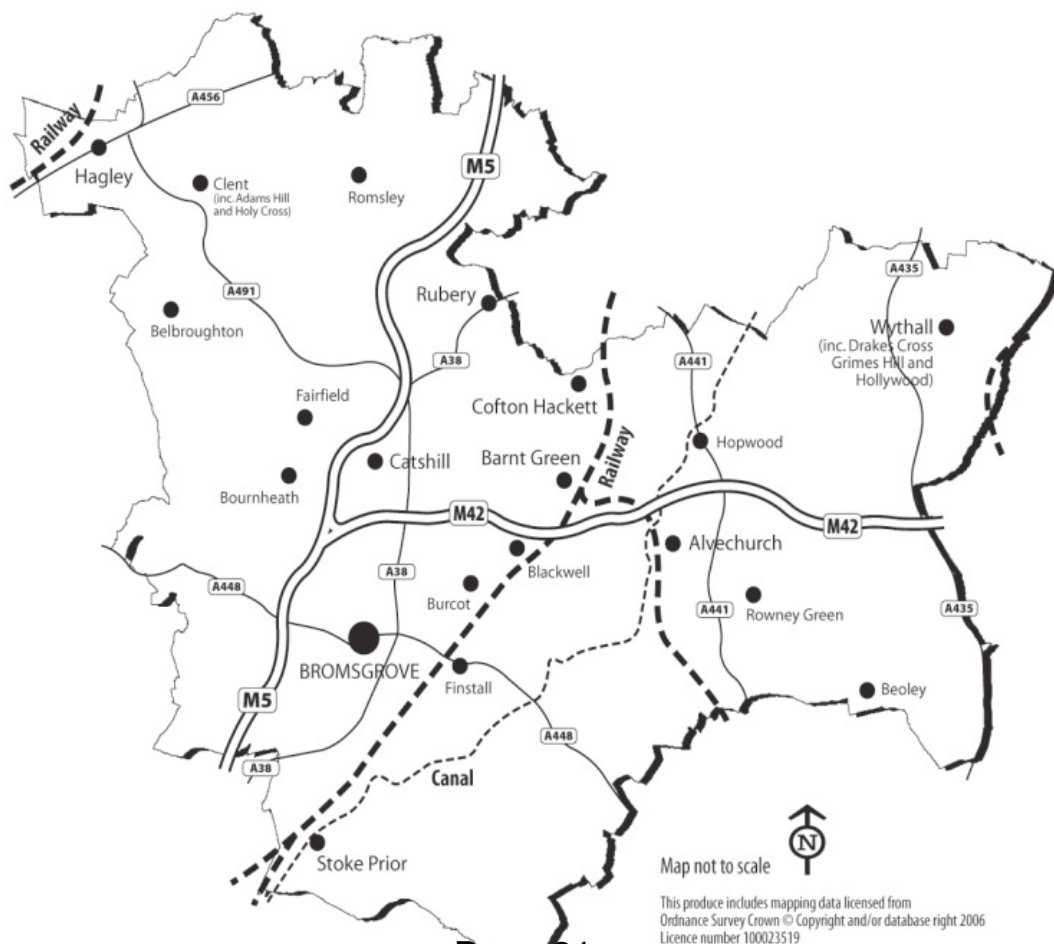 A456
Railway
Hagley
Clent
(inc. Adams Hill
and Holy Cross)
Romsley
M5
A435
A491
Rubery
Belbroughton
Wythall
(inc. Drakes Cross
Grimes Hill and
Hollywood)
A38
A441
Cofton Hackett
Fairfield
Railway
Hopwood
Catshill
Barnt Green
Bournheath
M42
M42
Alvechurch
Blackwell
A38
A448
Burcot
Rowney Green
A441
A435
BROMSGROVE
Finstall
M5
Beoley
A448
A38
Canal
Stoke Prior
N
Map not to scale
This produce includes mapping data licensed from
Ordnance Survey Crown © Copyright and/or database right 2006
Licence number 100023519